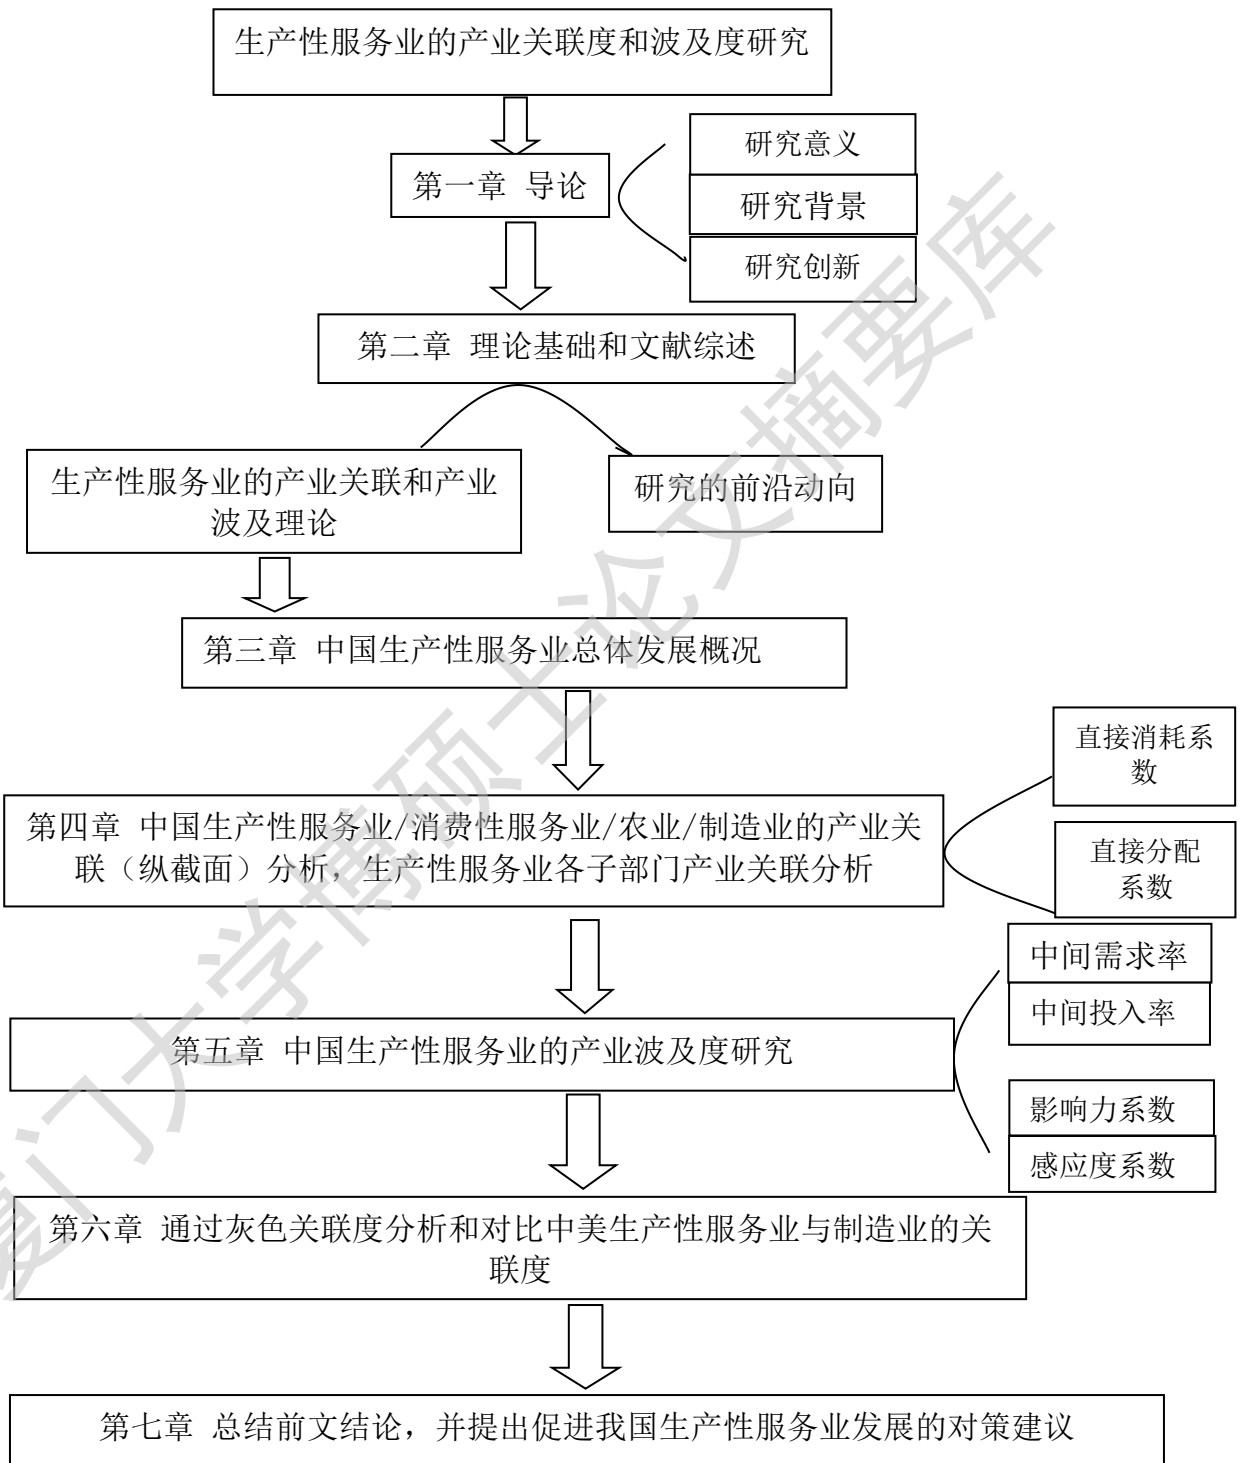 生产性服务业的产业关联度和波及度研究
第一章 导论
研究意义
研究背景
研究创新
第二章 理论基础和文献综述
生产性服务业的产业关联和产业
波及理论
研究的前沿动向
第三章 中国生产性服务业总体发展概况
第四章 中国生产性服务业/消费性服务业/农业/制造业的产业关
联（纵截面）分析，生产性服务业各子部门产业关联分析
直接消耗系
数
直接分配
系数
第五章 中国生产性服务业的产业波及度研究
中间需求率
中间投入率
影响力系数
感应度系数
第六章 通过灰色关联度分析和对比中美生产性服务业与制造业的关
联度
第七章 总结前文结论，并提出促进我国生产性服务业发展的对策建议
厦门大学博硕士论文摘要库